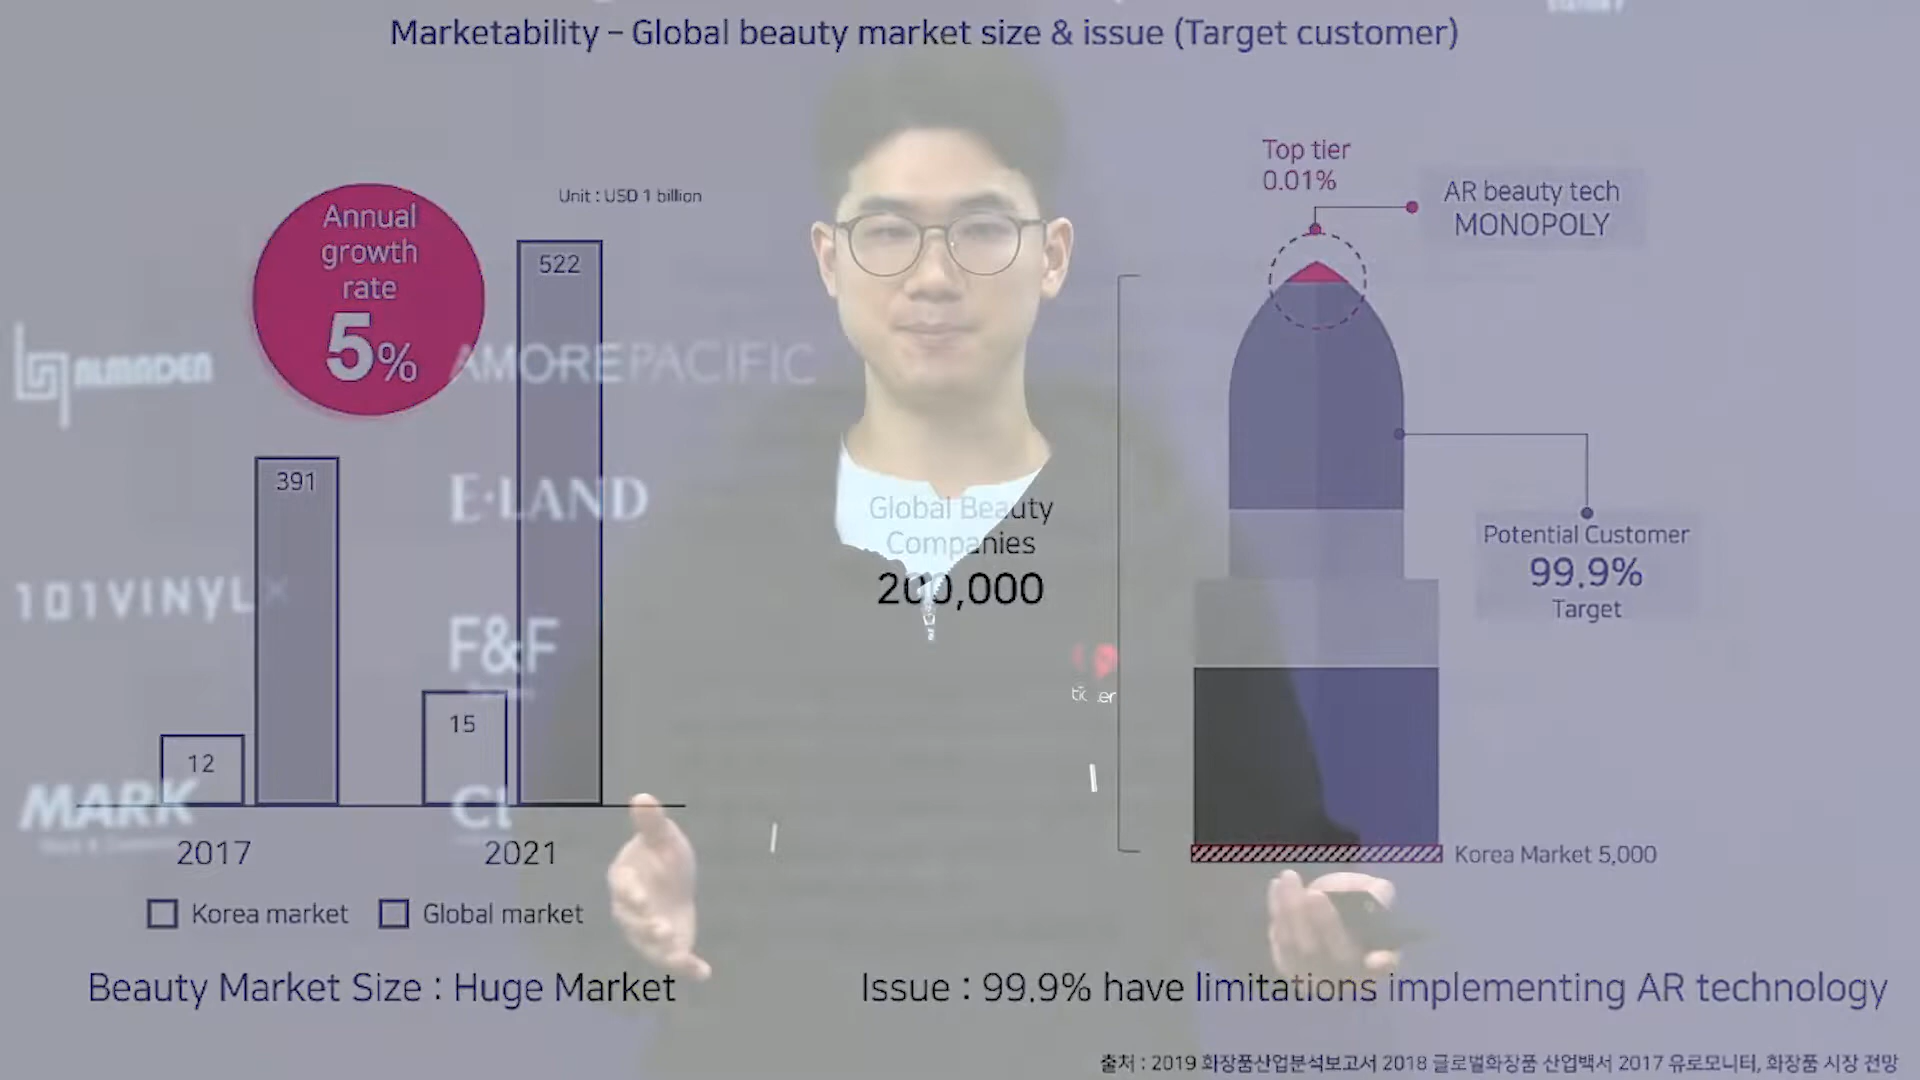 Marketability – Global beauty market size & issue (Target customer)
Unit : USD 1 billion
Annual
growth
rate
5%
522
391
15
12
2017
2021
Korea market
Global market
Beauty Market Size : Huge Market
ALMADEN
AMOREPACIFIC
E·LAND
101VINYL
F&F
MARK
Global Beauty
Companies
200,000
Top tier
0.01%
AR beauty tech
MONOPOLY
Potential Customer
99.9%
Target
Korea Market 5,000
Issue : 99.9% have limitations implementing AR technology
출처 : 2019 화장품산업분석보고서 2018 글로벌화장품 산업백서 2017 유로모니터, 화장품 시장 전망